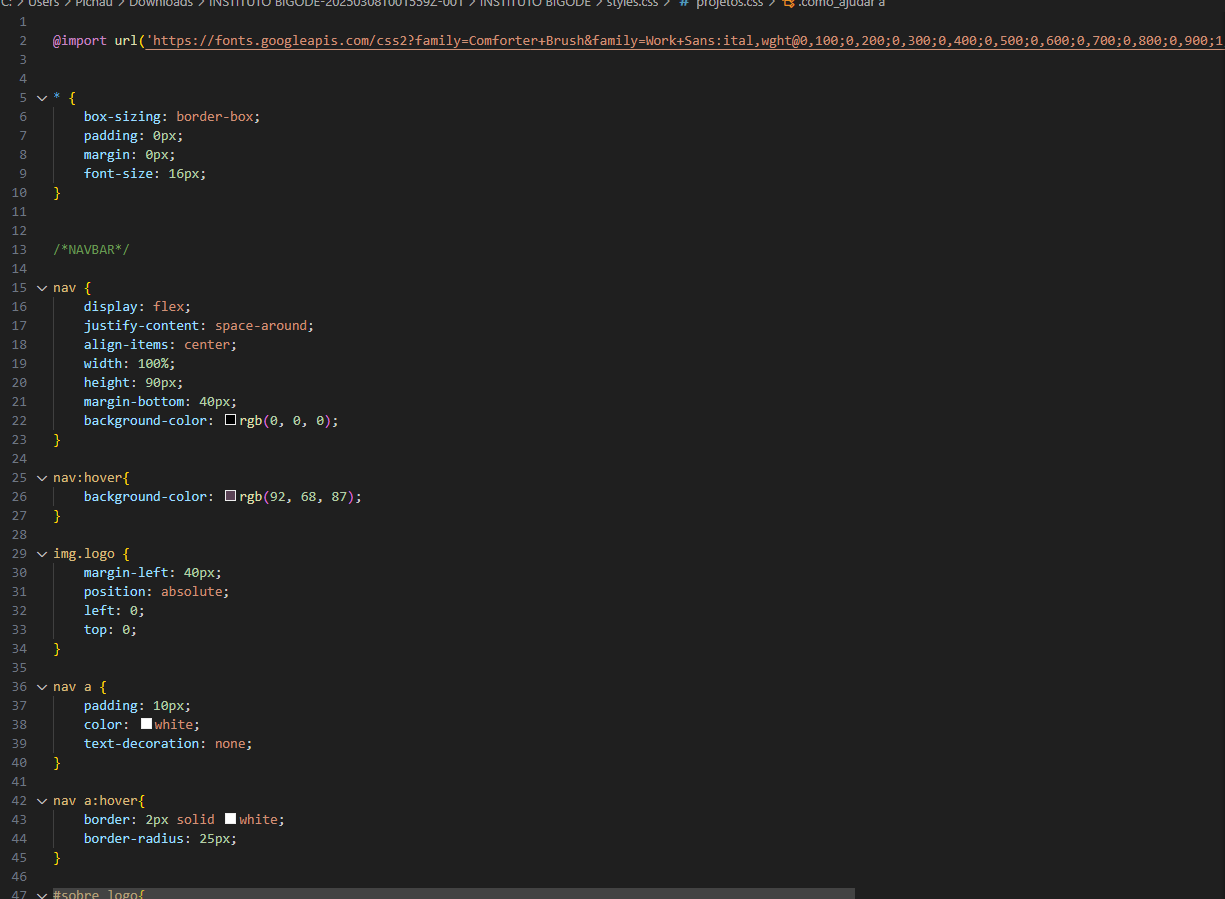 C: > Users > Pichau > Downloads > INSTITUTO BIGODE-20250308T001559Z-001 > INSTITUTO BIGODE > styles.css > # projetos.css > .como_ajudar a
1
2 @import url('https://fonts.googleapis.com/css2?family=Comforter+Brush&family=Work+Sans:ital,wght@0,100;0,200;0,300;0,400;0,500;0,600;0,700;0,800;0,900;1
3
4
5 * {
6 box-sizing: border-box;
7 padding: 0px;
8 margin: 0px;
9 font-size: 16px;
10 }
11
12
13 /*NAVBAR*/
14
15 nav {
16 display: flex;
17 justify-content: space-around;
18 align-items: center;
19 width: 100%;
20 height: 90px;
21 margin-bottom: 40px;
22 background-color: rgb(0, 0, 0);
23 }
24
25 nav:hover{
26 background-color: rgb(92, 68, 87);
27 }
28
29 img.logo {
30 margin-left: 40px;
31 position: absolute;
32 left: 0;
33 top: 0;
34 }
35
36 nav a {
37 padding: 10px;
38 color: white;
39 text-decoration: none;
40 }
41
42 nav a:hover{
43 border: 2px solid white;
44 border-radius: 25px;
45 }
46
47 #sobre_logo{